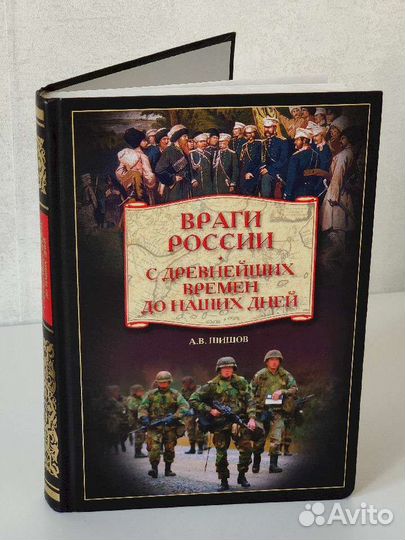 ВРАГИ
РОССИИ
С ДРЕВНЕЙШИХ
ВРЕМЕН
ДО НАШИХ ДНЕЙ
А.В. ШИШОВ
Avito